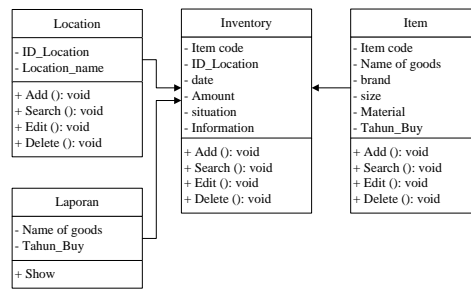 Location
- ID_Location
- Location_name
+ Add (): void
+ Search (): void
+ Edit (): void
+ Delete (): void
Inventory
- Item code
- ID_Location
- date
- Amount
- situation
- Information
+ Add (): void
+ Search (): void
+ Edit (): void
+ Delete (): void
Item
- Item code
- Name of goods
- brand
- size
- Material
- Tahun_Buy
+ Add (): void
+ Search (): void
+ Edit (): void
+ Delete (): void
Laporan
- Name of goods
- Tahun_Buy
+ Show